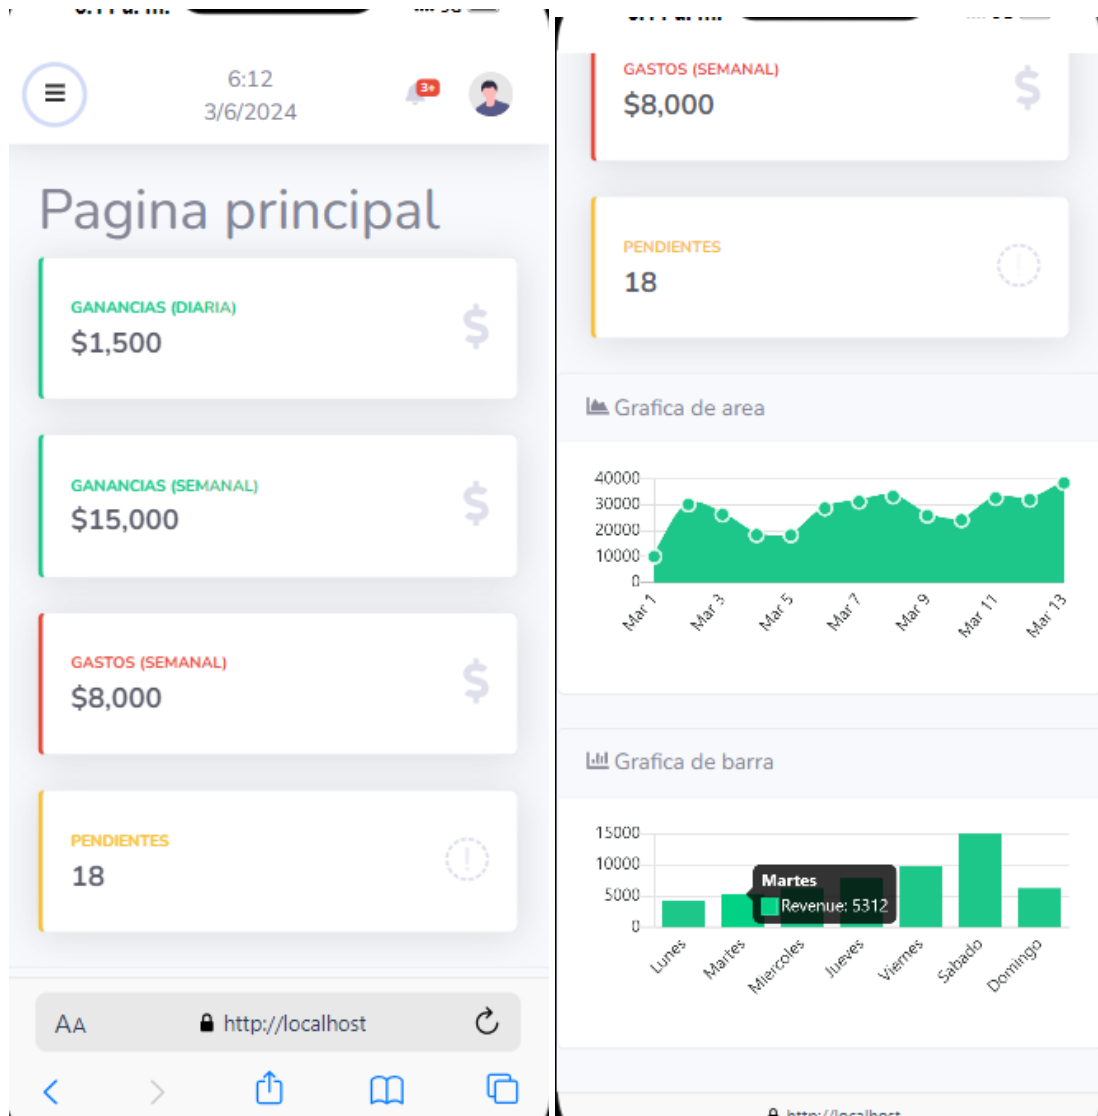 6:12
3+
3/6/2024
Pagina principal
GANANCIAS (DIARIA)
$1,500
GANANCIAS (SEMANAL)
$15,000
GASTOS (SEMANAL)
$8,000
PENDIENTES
18
AA
http://localhost
GASTOS (SEMANAL)
$8,000
PENDIENTES
18
Grafica de area
40000
30000
20000
10000
0
Mar 1
Mar 3
Mar 5
Mar 7
Mar 9
Mar 11
Mar 13
Grafica de barra
15000
10000
5000
0
Martes
Revenue: 5312
Lunes
Martes
Miercoles
Jueves
Viernes
Sabado
Domingo
http://localhost